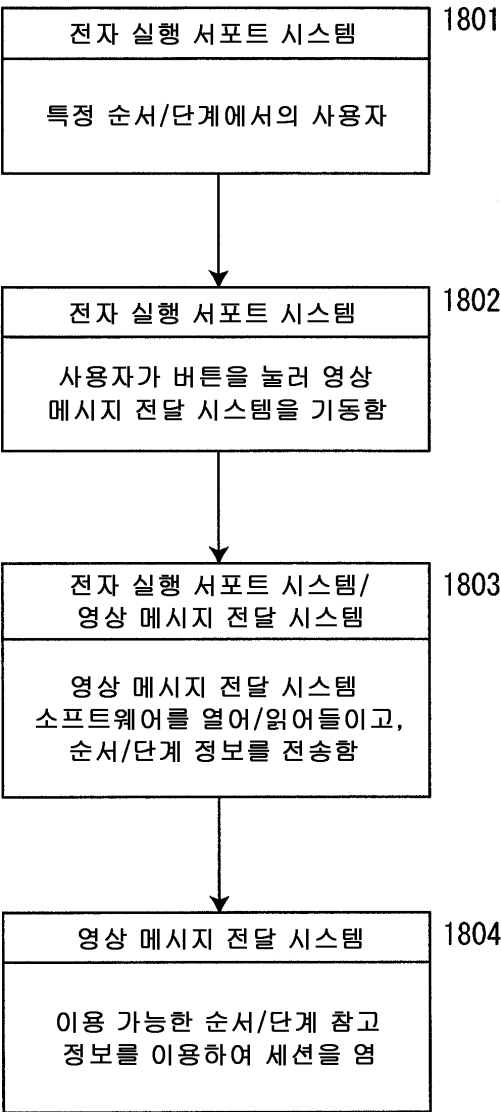 전자 실행 서포트 시스템
1801
특정 순서/단계에서의 사용자
전자 실행 서포트 시스템
1802
사용자가 버튼을 눌러 영상
메시지 전달 시스템을 기동함
전자 실행 서포트 시스템/
영상 메시지 전달 시스템
1803
영상 메시지 전달 시스템
소프트웨어를 열어/읽어들이고,
순서/단계 정보를 전송함
영상 메시지 전달 시스템
1804
이용 가능한 순서/단계 참고
정보를 이용하여 세션을 염